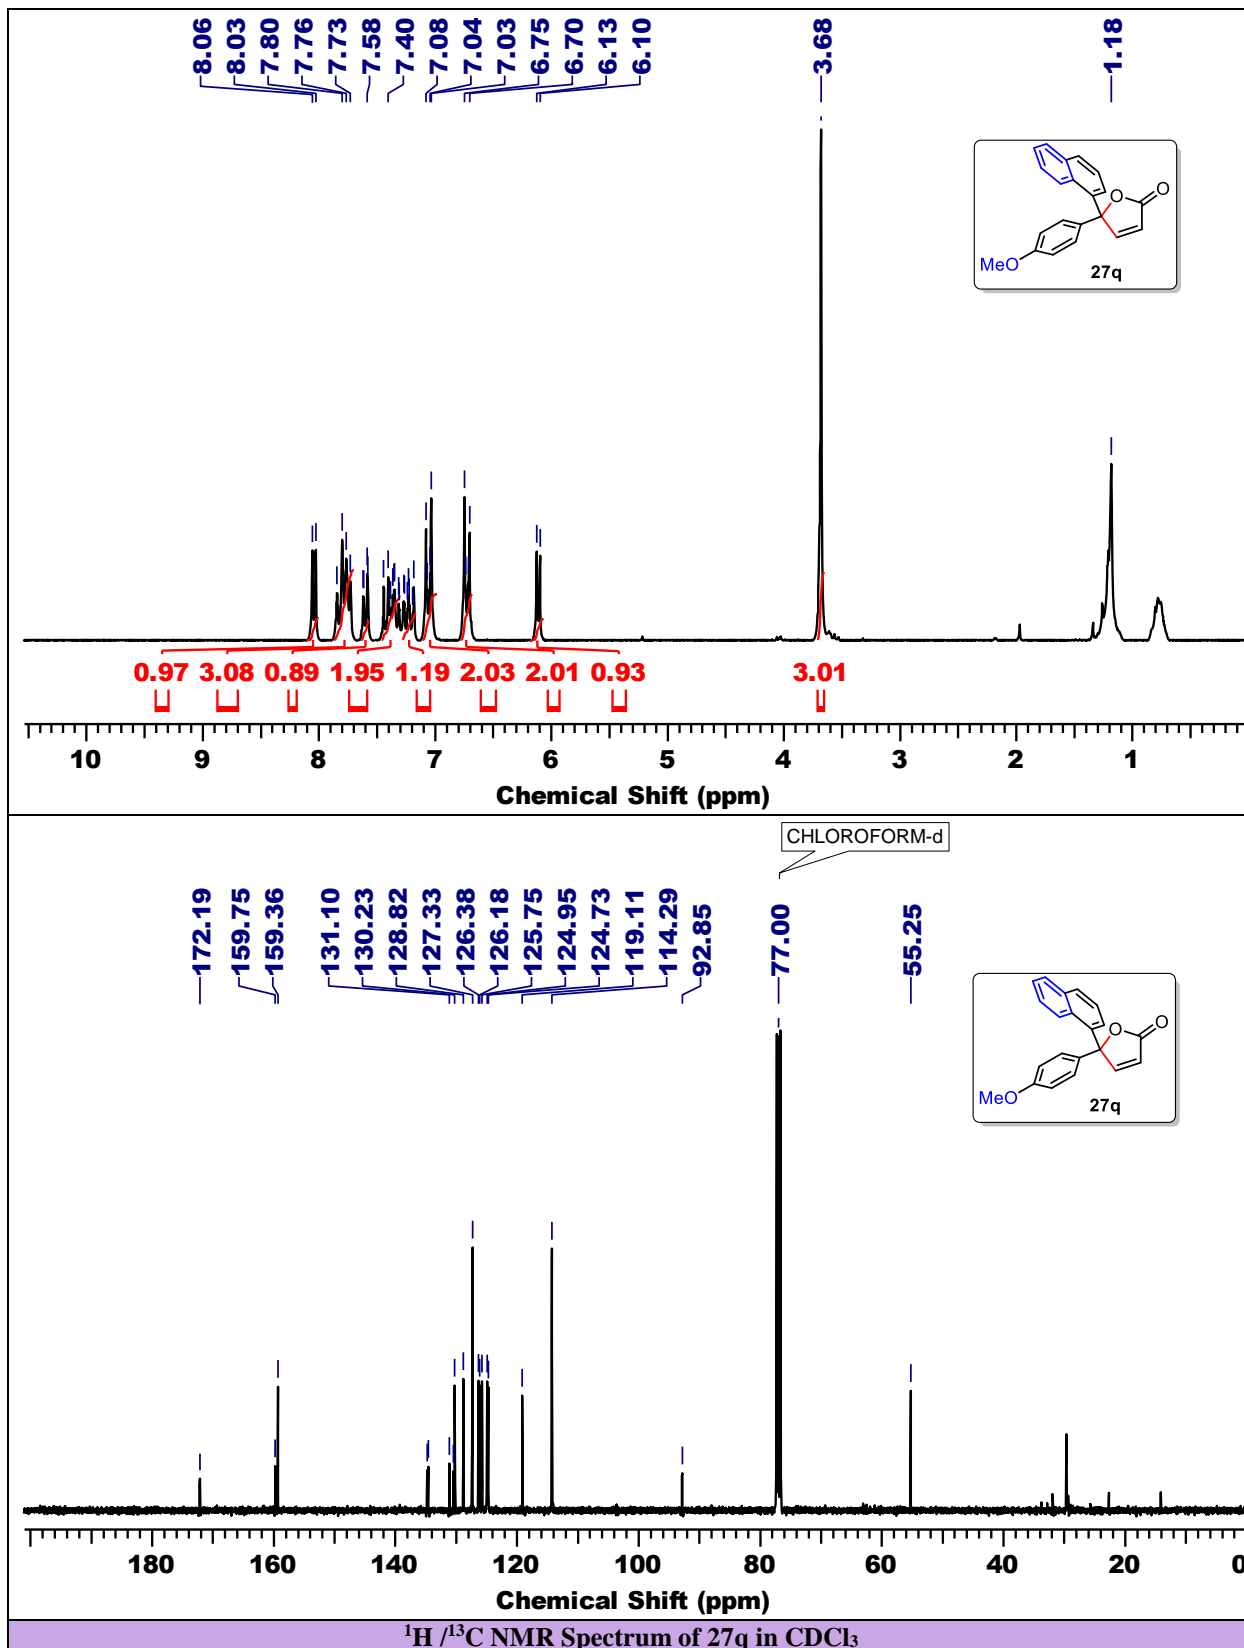 8.06
8.03
7.80
7.76
7.73
7.58
7.40
7.08
7.04
7.03
6.75
6.70
6.13
6.10
3.68
1.18
O
O
MeO
27q
0.97 3.08 0.89 1.95 1.19 2.03 2.01 0.93 3.01
10 9 8 7 6 5 4 3 2 1
Chemical Shift (ppm)
CHLOROFORM-d
172.19
159.75
159.36
131.10
130.23
128.82
127.33
126.38
126.18
125.75
124.95
124.73
119.11
114.29
92.85
77.00
55.25
O
O
MeO
27q
180 160 140 120 100 80 60 40 20 0
Chemical Shift (ppm)
¹H /¹³C NMR Spectrum of 27q in CDCl₃